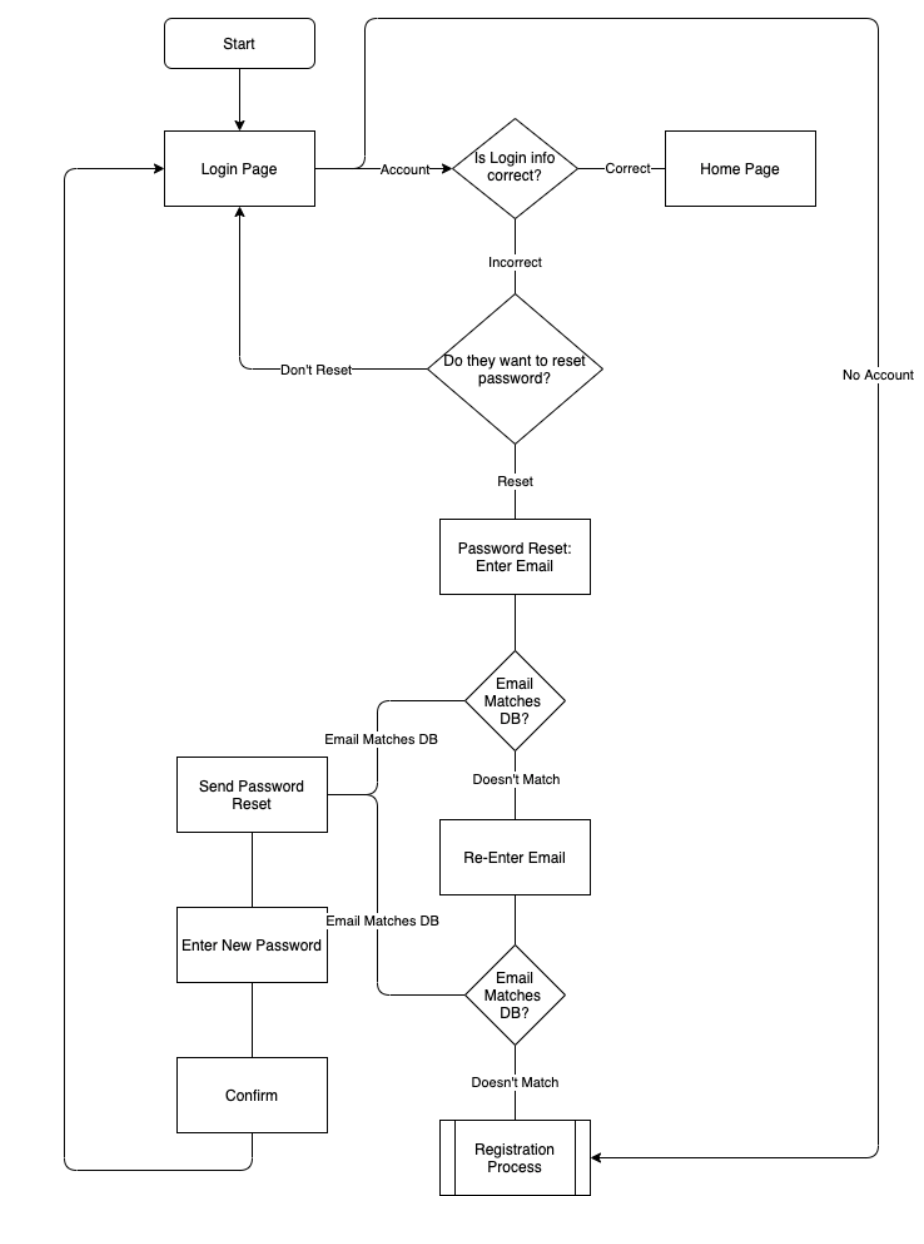 Start
Login Page
Account
Is Login info
correct?
Correct
Home Page
Incorrect
Don't Reset
Do they want to reset
password?
No Account
Reset
Password Reset:
Enter Email
Email
Matches
DB?
Email Matches DB
Doesn't Match
Send Password
Reset
Re-Enter Email
Email Matches DB
Enter New Password
Email
Matches
DB?
Doesn't Match
Confirm
Registration
Process